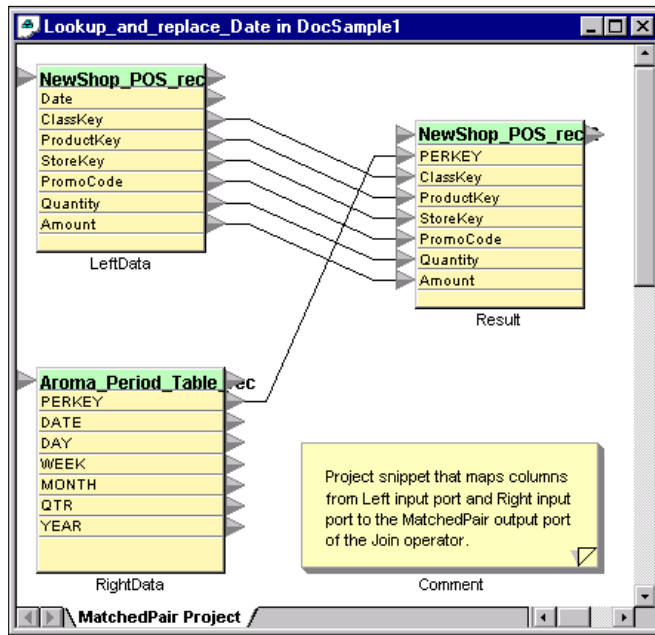 Lookup_and_replace_Date in DocSample1
NewShop_POS_rec
Date
ClassKey
ProductKey
StoreKey
PromoCode
Quantity
Amount
LeftData
NewShop_POS_rec
PERKEY
ClassKey
ProductKey
StoreKey
PromoCode
Quantity
Amount
Result
Aroma_Period_Table_rec
PERKEY
DATE
DAY
WEEK
MONTH
QTR
YEAR
RightData
Project snippet that maps columns
from Left input port and Right input
port to the MatchedPair output port
of the Join operator.
Comment
MatchedPair Project